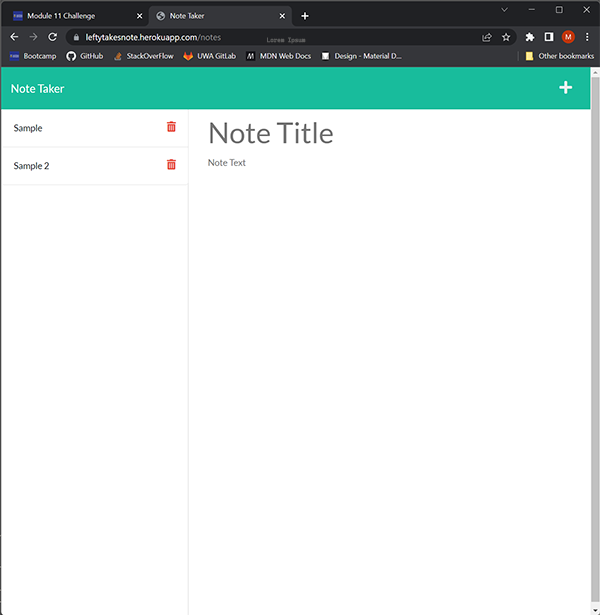 Module 11 Challenge
Note Taker
leftytakesnote.herokuapp.com/notes
Lorem Ipsum
M
Bootcamp
GitHub
StackOverFlow
UWA GitLab
MDN Web Docs
Design - Material D...
Other bookmarks
Note Taker
Sample
Sample 2
Note Title
Note Text